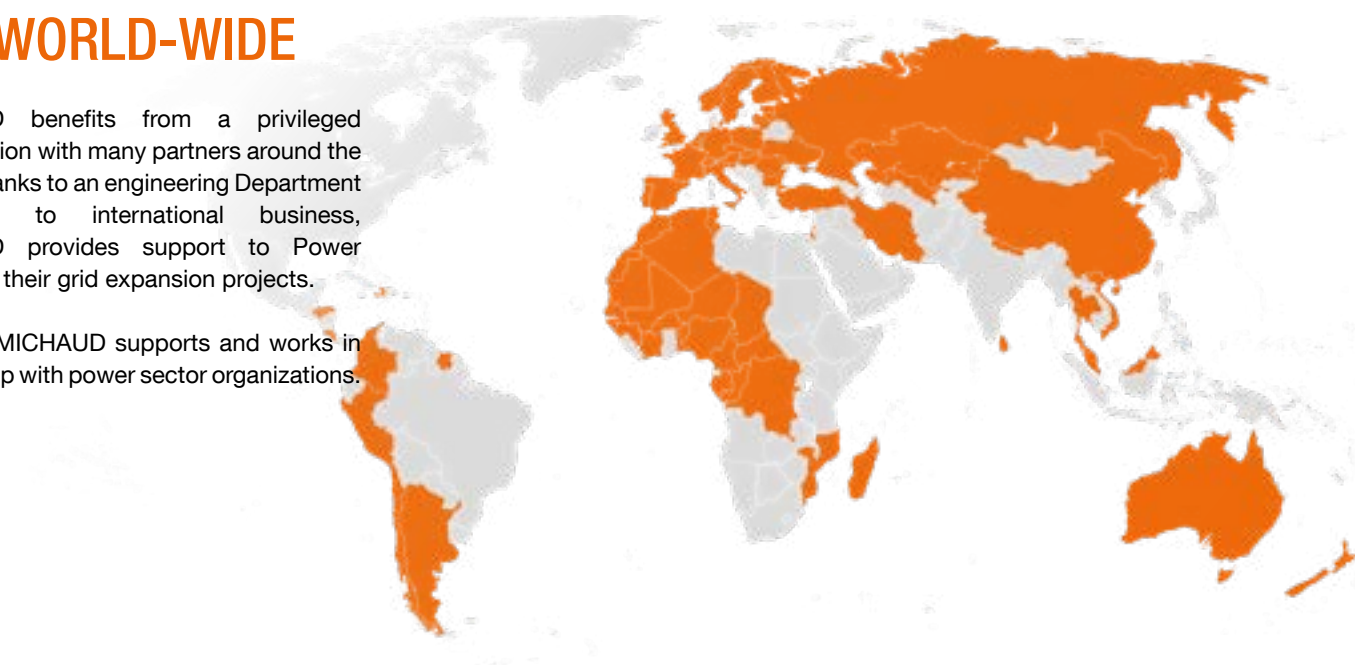 WORLD-WIDE
D benefits from a privileged
ion with many partners around the
anks to an engineering Department
to international business,
D provides support to Power
their grid expansion projects.
MICHAUD supports and works in
p with power sector organizations.